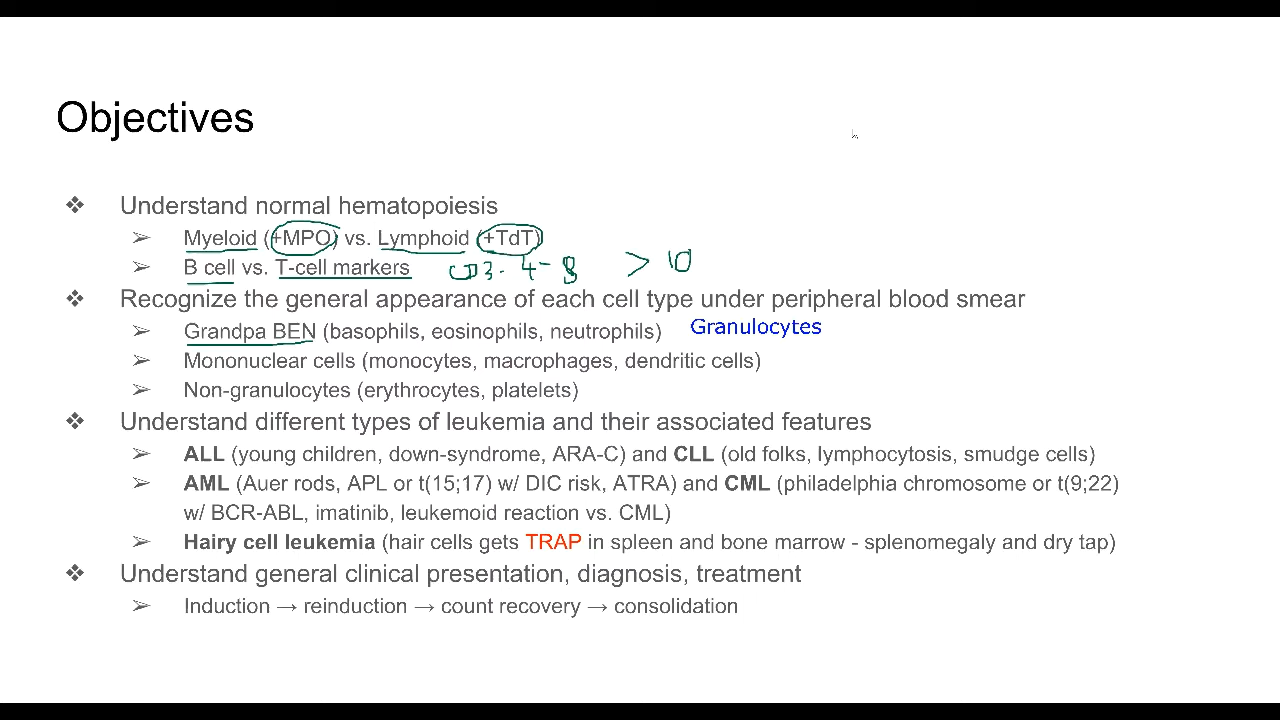 Objectives
❖ Understand normal hematopoiesis
➢ Myeloid (+MPO) vs. Lymphoid (+TdT)
➢ B cell vs. T-cell markers CD3 - 4 - 8 > 10
❖ Recognize the general appearance of each cell type under peripheral blood smear
➢ Grandpa BEN (basophils, eosinophils, neutrophils) Granulocytes
➢ Mononuclear cells (monocytes, macrophages, dendritic cells)
➢ Non-granulocytes (erythrocytes, platelets)
❖ Understand different types of leukemia and their associated features
➢ ALL (young children, down-syndrome, ARA-C) and CLL (old folks, lymphocytosis, smudge cells)
➢ AML (Auer rods, APL or t(15;17) w/ DIC risk, ATRA) and CML (philadelphia chromosome or t(9;22)
w/ BCR-ABL, imatinib, leukemoid reaction vs. CML)
➢ Hairy cell leukemia (hair cells gets TRAP in spleen and bone marrow - splenomegaly and dry tap)
❖ Understand general clinical presentation, diagnosis, treatment
➢ Induction → reinduction → count recovery → consolidation